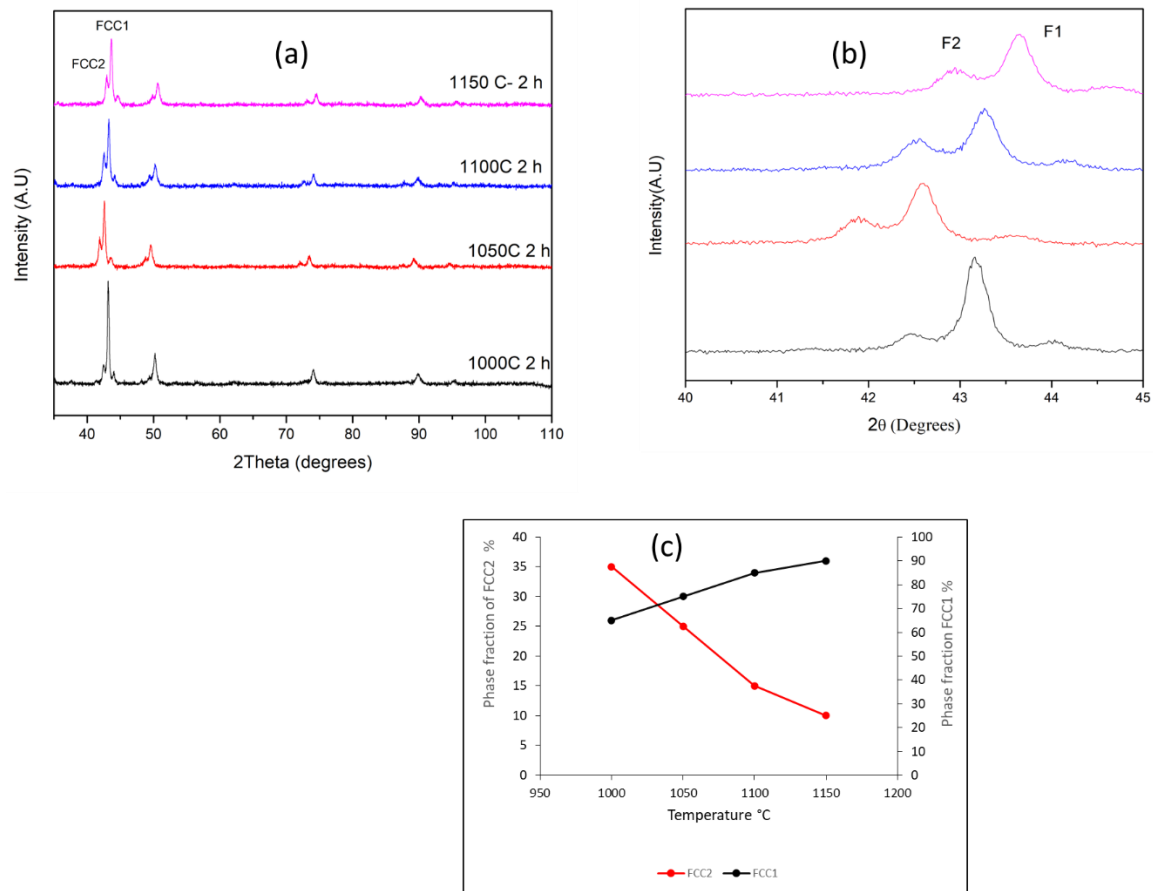 (a)
FCC1
FCC2
1150 C- 2 h
1100C 2 h
1050C 2 h
1000C 2 h
Intensity (A.U)
40 50 60 70 80 90 100 110
2Theta (degrees)
(b)
F2
F1
Intensity(A.U)
40 41 42 43 44 45
2θ (Degrees)
(c)
Phase fraction of FCC2 %
40
35
30
25
20
15
10
5
0
100
90
80
70
60
50
40
30
20
10
0
Phase fraction FCC1 %
950 1000 1050 1100 1150 1200
Temperature °C
FCC2 FCC1